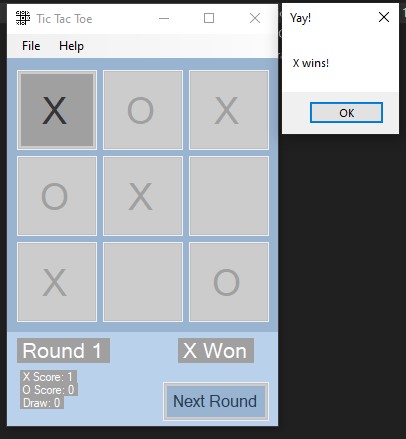 Tic Tac Toe
File Help
X O X
O X
X O
Round 1 X Won
X Score: 1
O Score: 0
Draw: 0
Next Round
Yay!
X wins!
OK